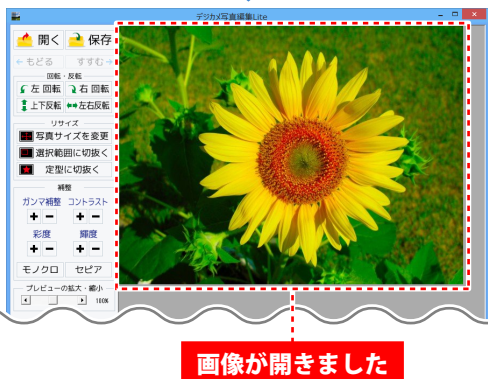 デジカメ写真編集Lite
開く 保存
もどる すすむ
回転・反転
左 回転 右 回転
上下反転 左右反転
リサイズ
写真サイズを変更
選択範囲に切抜く
定型に切抜く
補整
ガンマ補整 コントラスト
+ − + −
彩度 輝度
+ − + −
モノクロ セピア
プレビューの拡大・縮小
100%
画像が開きました